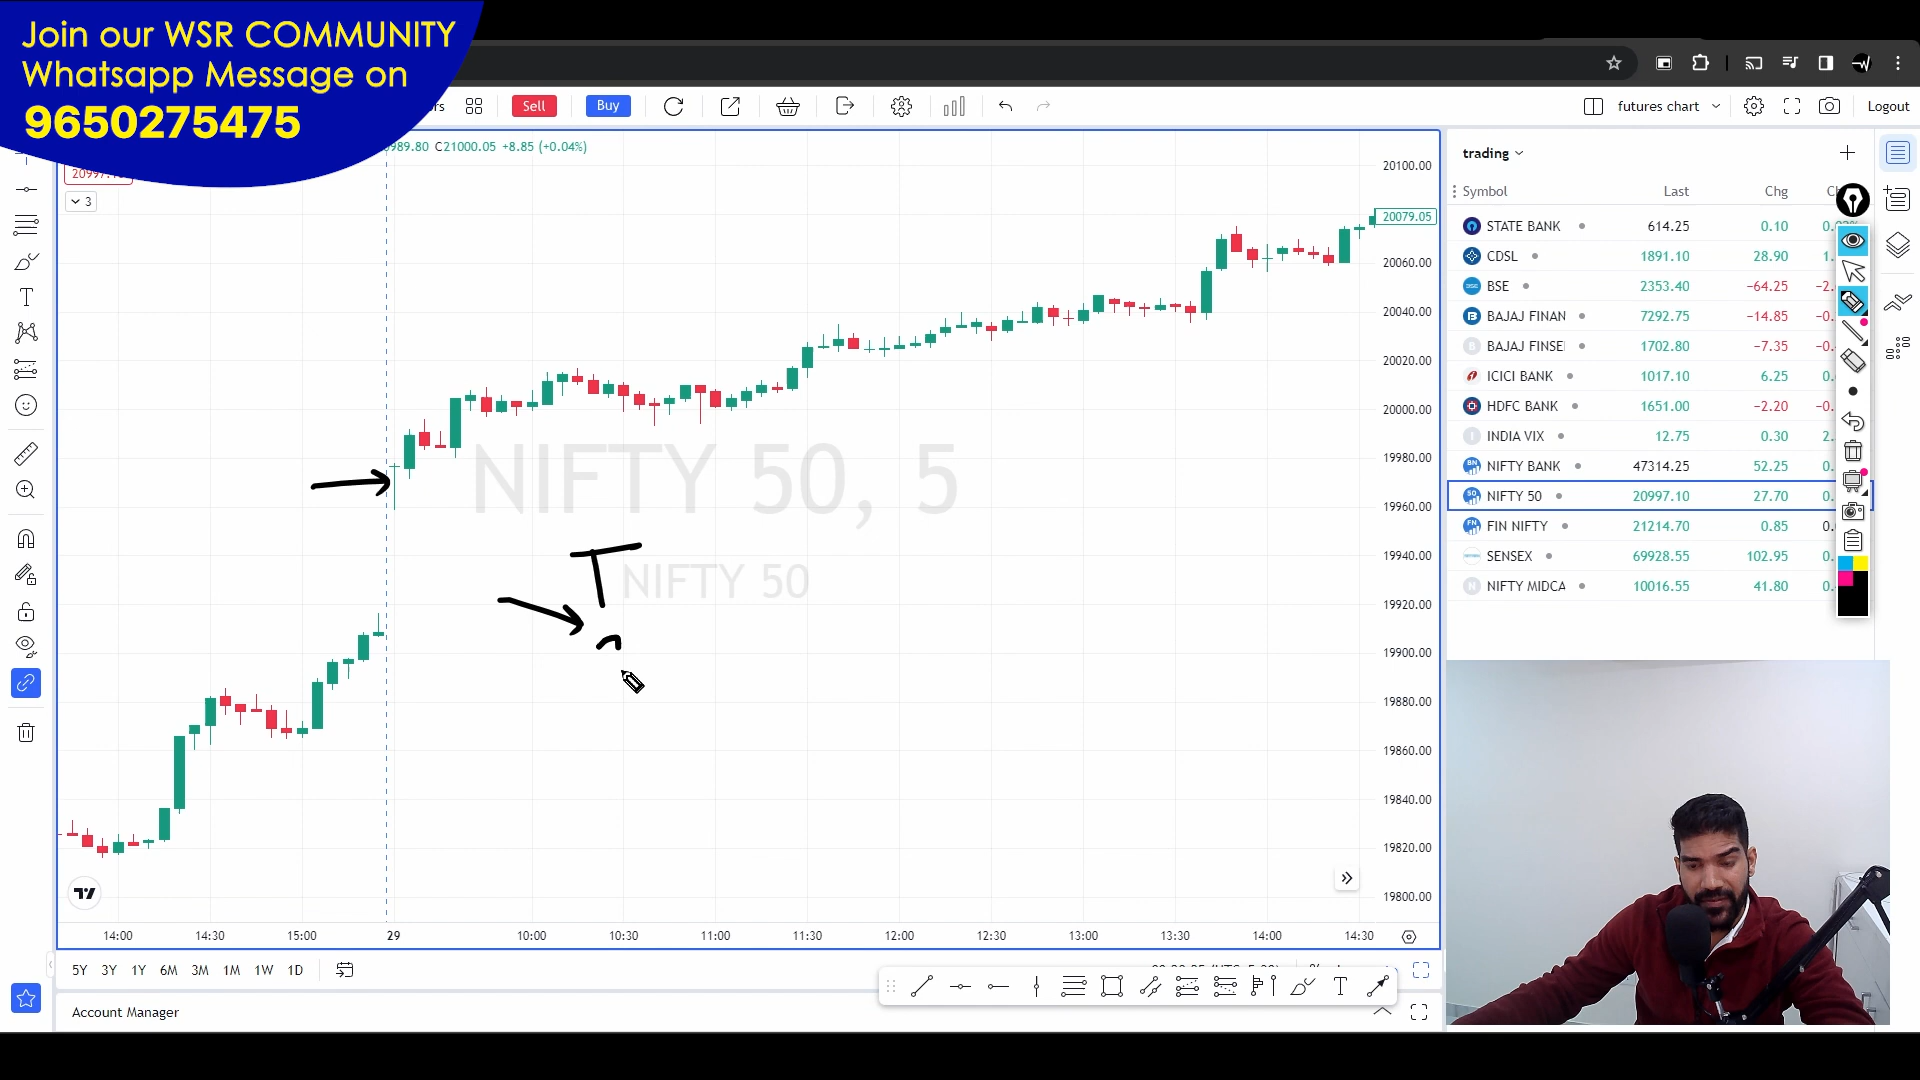 Join our WSR COMMUNITY
Whatsapp Message on
9650275475
Sell
Buy
futures chart
Logout
989.80 C21000.05 +8.85 (+0.04%)
3
NIFTY 50, 5
NIFTY 50
T
20100.00
20079.05
20060.00
20040.00
20020.00
20000.00
19980.00
19960.00
19940.00
19920.00
19900.00
19880.00
19860.00
19840.00
19820.00
19800.00
14:00 14:30 15:00 29 10:00 10:30 11:00 11:30 12:00 12:30 13:00 13:30 14:00 14:30
5Y 3Y 1Y 6M 3M 1M 1W 1D
Account Manager
trading
Symbol Last Chg
STATE BANK 614.25 0.10
CDSL 1891.10 28.90
BSE 2353.40 −64.25
BAJAJ FINAN 7292.75 −14.85
BAJAJ FINSE 1702.80 −7.35
ICICI BANK 1017.10 6.25
HDFC BANK 1651.00 −2.20
INDIA VIX 12.75 0.30
NIFTY BANK 47314.25 52.25
NIFTY 50 20997.10 27.70
FIN NIFTY 21214.70 0.85
SENSEX 69928.55 102.95
NIFTY MIDCA 10016.55 41.80